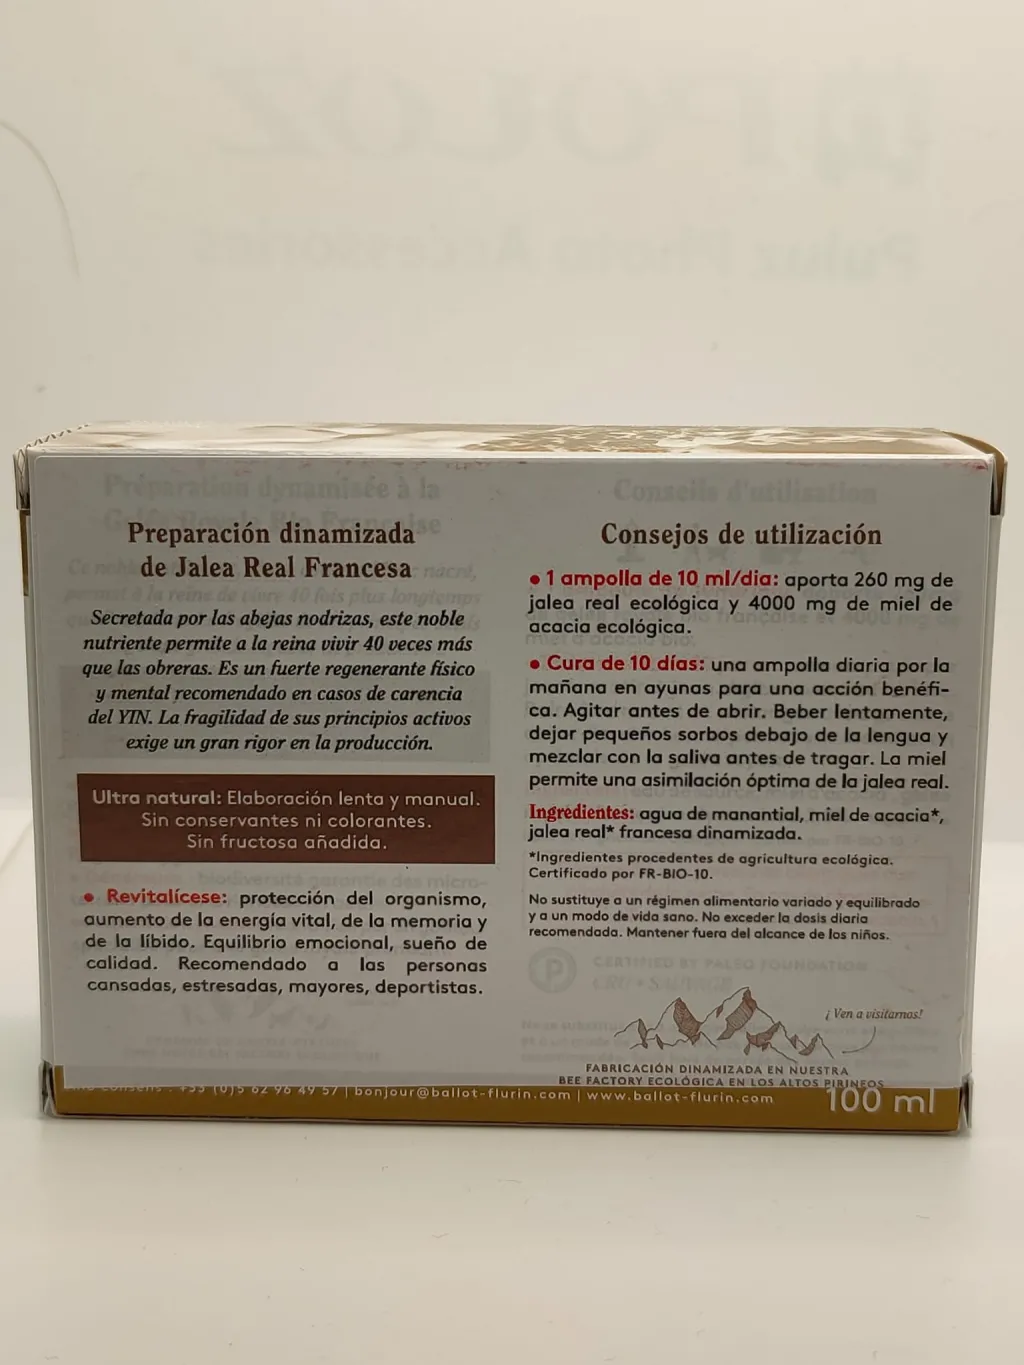 Preparación dinamizada
de Jalea Real Francesa
Secretada por las abejas nodrizas, este noble
nutriente permite a la reina vivir 40 veces más
que las obreras. Es un fuerte regenerante físico
y mental recomendado en casos de carencia
del YIN. La fragilidad de sus principios activos
exige un gran rigor en la producción.
Ultra natural: Elaboración lenta y manual.
Sin conservantes ni colorantes.
Sin fructosa añadida.
• Revitalícese: protección del organismo,
aumento de la energía vital, de la memoria y
de la líbido. Equilibrio emocional, sueño de
calidad. Recomendado a las personas
cansadas, estresadas, mayores, deportistas.
Consejos de utilización
• 1 ampolla de 10 ml/dia: aporta 260 mg de
jalea real ecológica y 4000 mg de miel de
acacia ecológica.
• Cura de 10 días: una ampolla diaria por la
mañana en ayunas para una acción benéfi-
ca. Agitar antes de abrir. Beber lentamente,
dejar pequeños sorbos debajo de la lengua y
mezclar con la saliva antes de tragar. La miel
permite una asimilación óptima de la jalea real.
Ingredientes: agua de manantial, miel de acacia*,
jalea real* francesa dinamizada.
*Ingredientes procedentes de agricultura ecológica.
Certificado por FR-BIO-10.
No sustituye a un régimen alimentario variado y equilibrado
y a un modo de vida sano. No exceder la dosis diaria
recomendada. Mantener fuera del alcance de los niños.
CERTIFIED BY PALEO FOUNDATION
¡ Ven a visitarnos!
FABRICACIÓN DINAMIZADA EN NUESTRA
BEE FACTORY ECOLÓGICA EN LOS ALTOS PIRINEOS
+33 (0)5 62 96 49 57 | bonjour@ballot-flurin.com | www.ballot-flurin.com
100 ml